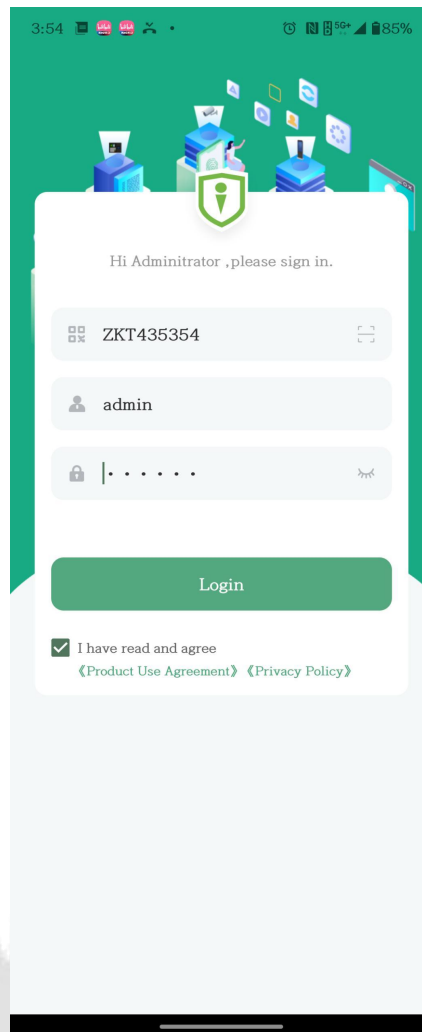 3:54 5G+ 85%
Hi Adminitrator ,please sign in.
ZKT435354
admin
Login
I have read and agree
《Product Use Agreement》《Privacy Policy》